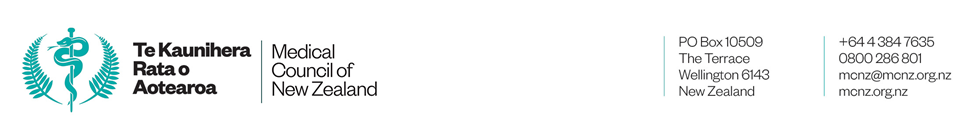 Te Kaunihera
Rata o
Aotearoa
Medical
Council of
New Zealand
PO Box 10509
The Terrace
Wellington 6143
New Zealand
+64 4 384 7635
0800 286 801
mcnz@mcnz.org.nz
mcnz.org.nz